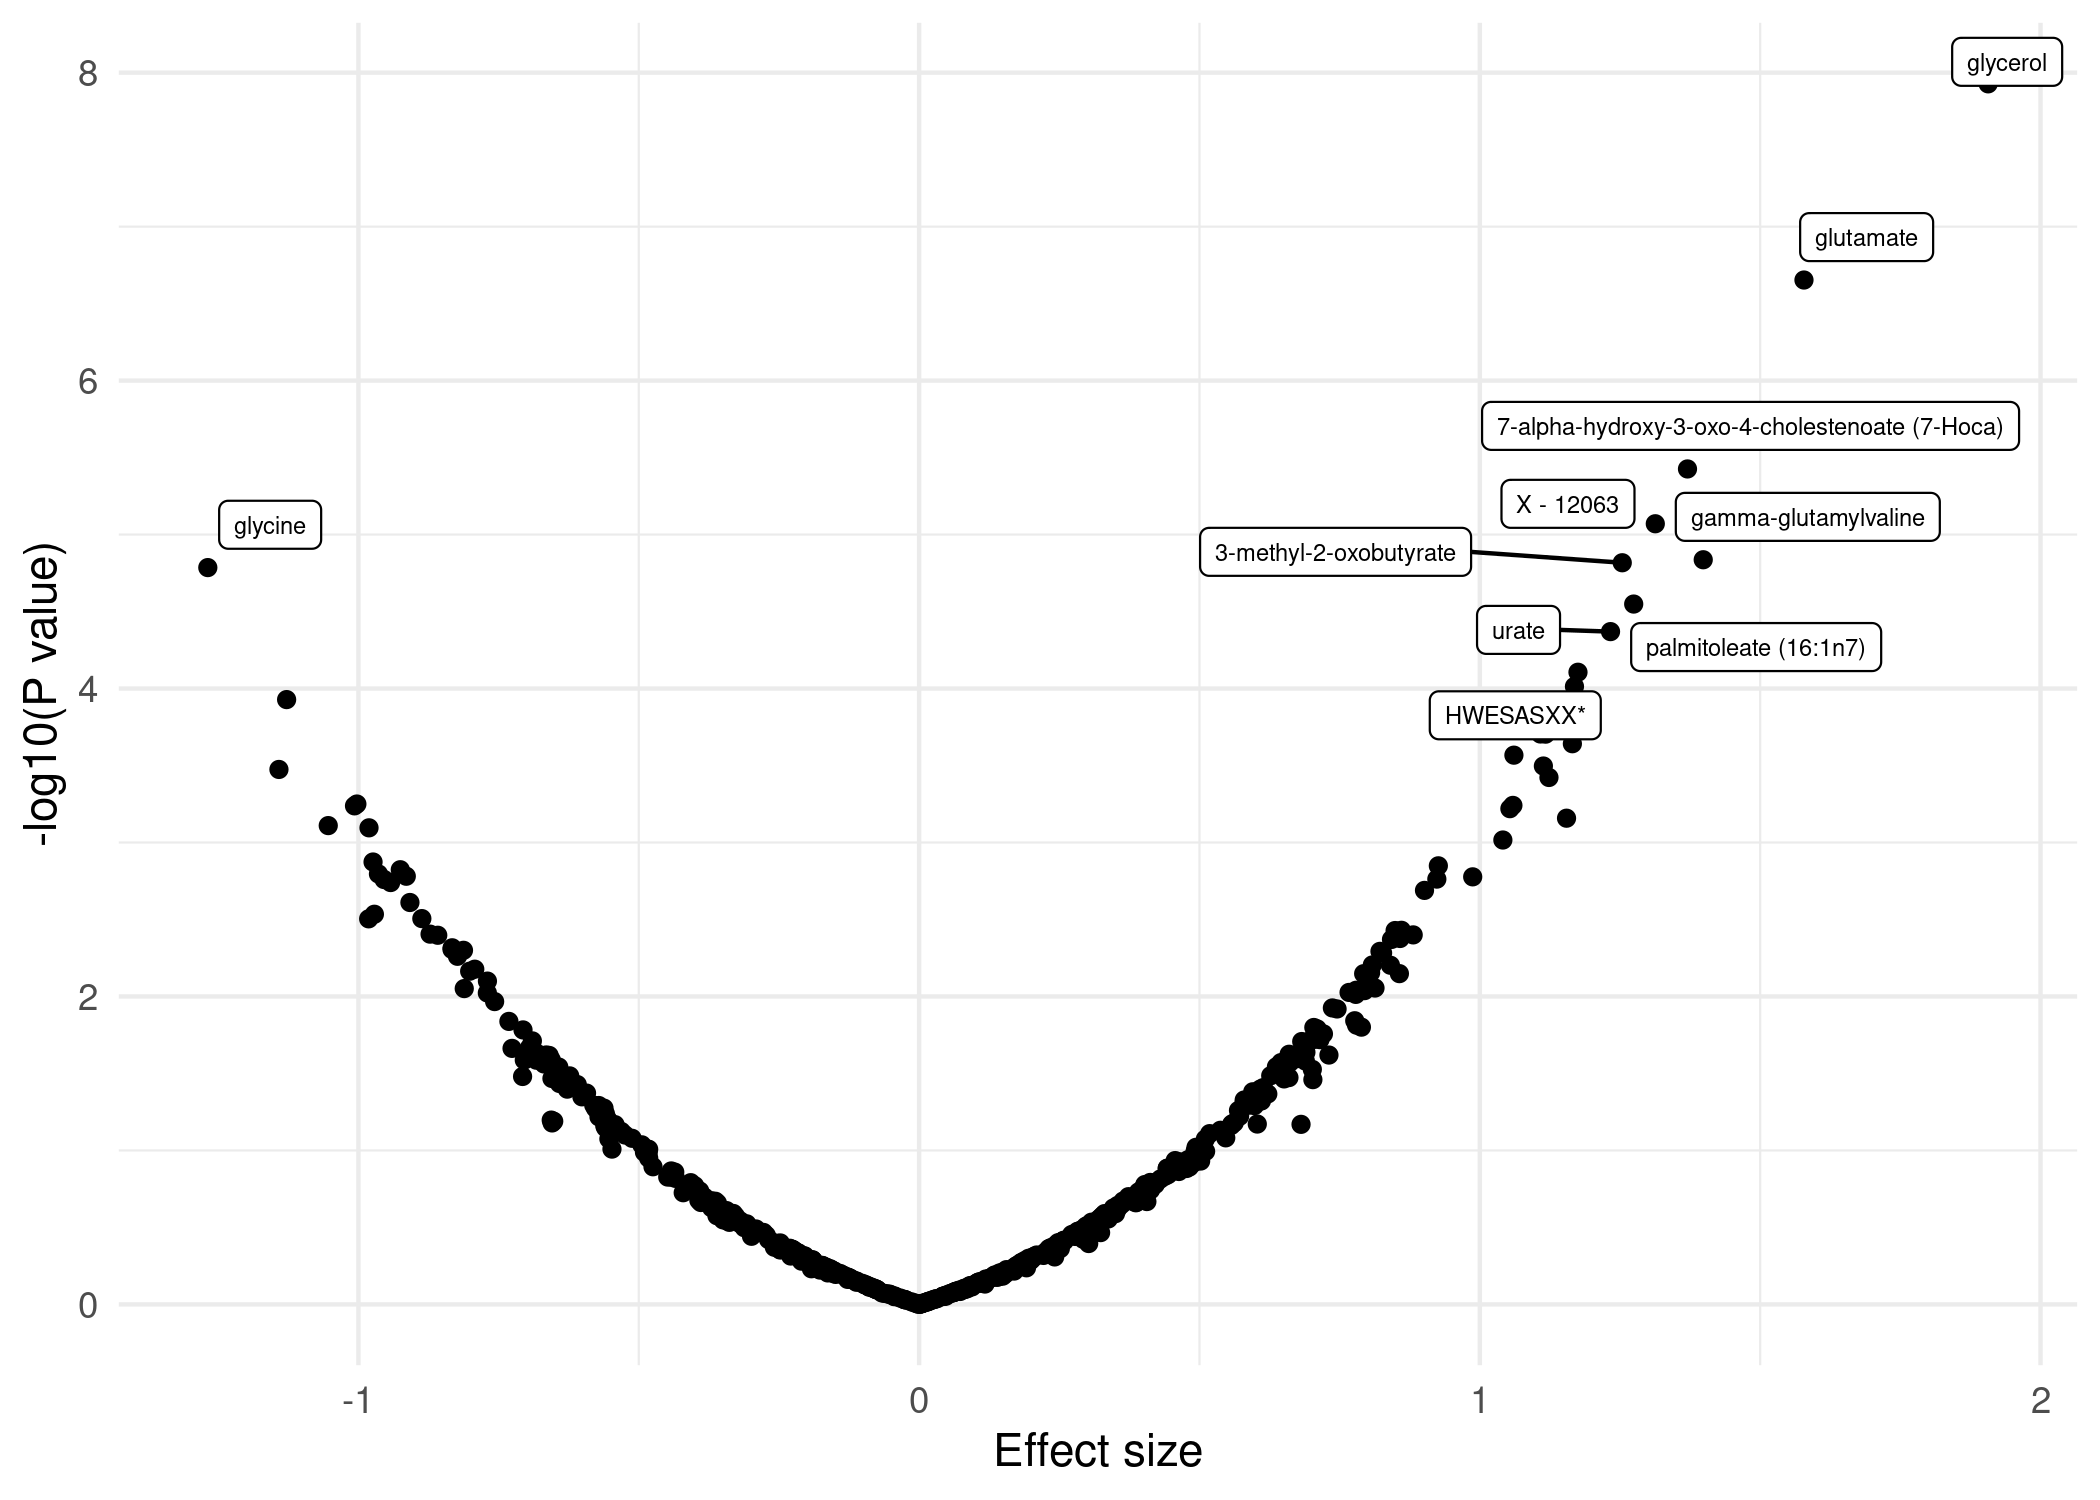 glycerol
glutamate
7-alpha-hydroxy-3-oxo-4-cholestenoate (7-Hoca)
X - 12063
gamma-glutamylvaline
glycine
3-methyl-2-oxobutyrate
urate
palmitoleate (16:1n7)
HWESASXX*
8
6
4
2
0
-log10(P value)
-1
0
1
2
Effect size